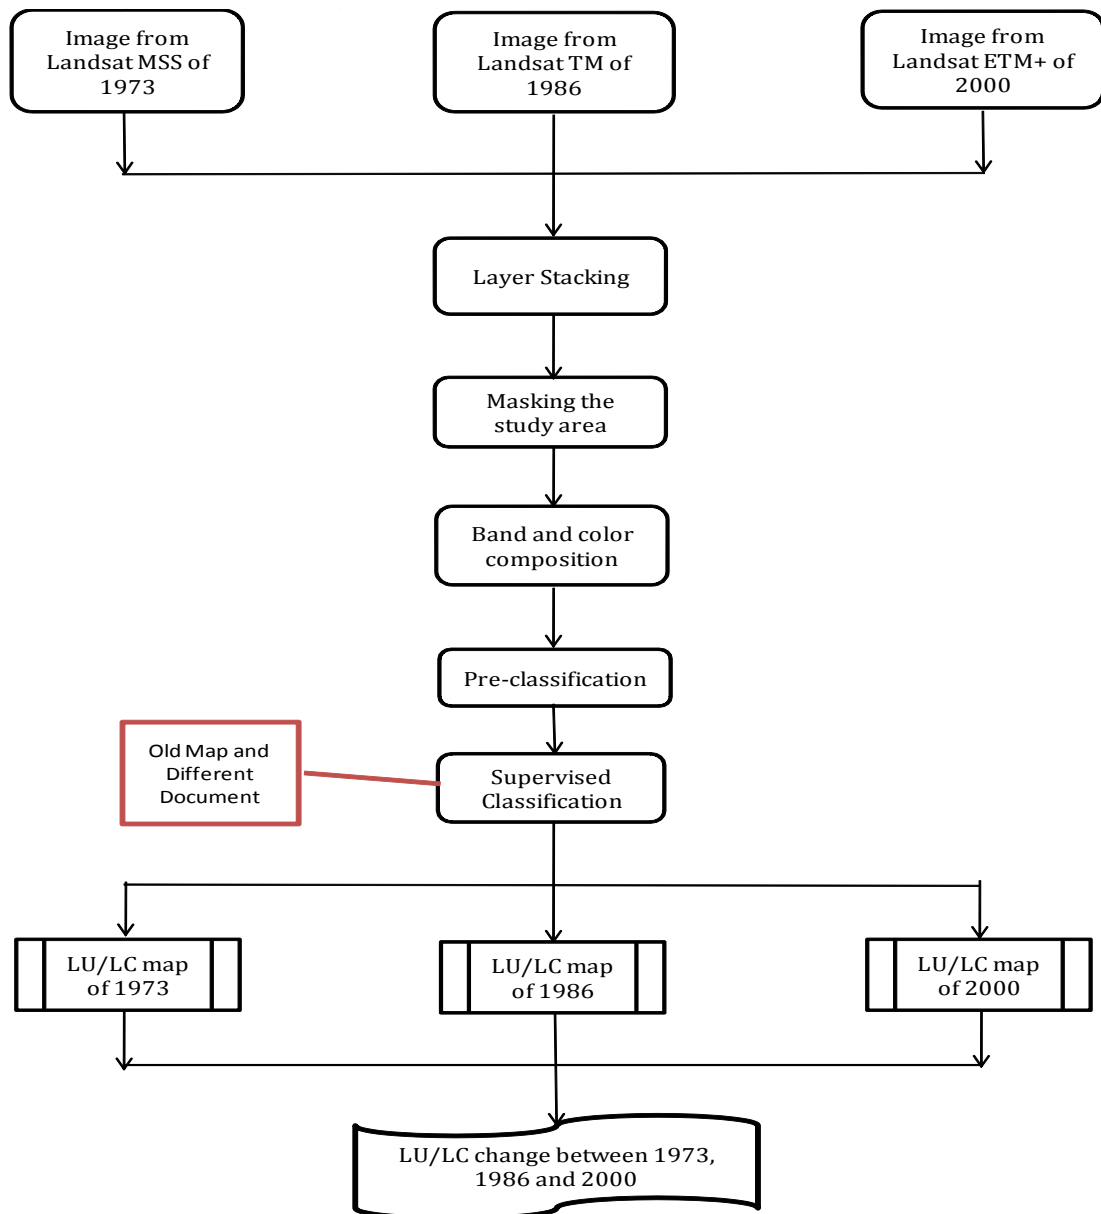 Image from
Landsat MSS of
1973
Image from
Landsat TM of
1986
Image from
Landsat ETM+ of
2000
Layer Stacking
Masking the
study area
Band and color
composition
Pre-classification
Old Map and
Different
Document
Supervised
Classification
LU/LC map
of 1973
LU/LC map
of 1986
LU/LC map
of 2000
LU/LC change between 1973,
1986 and 2000